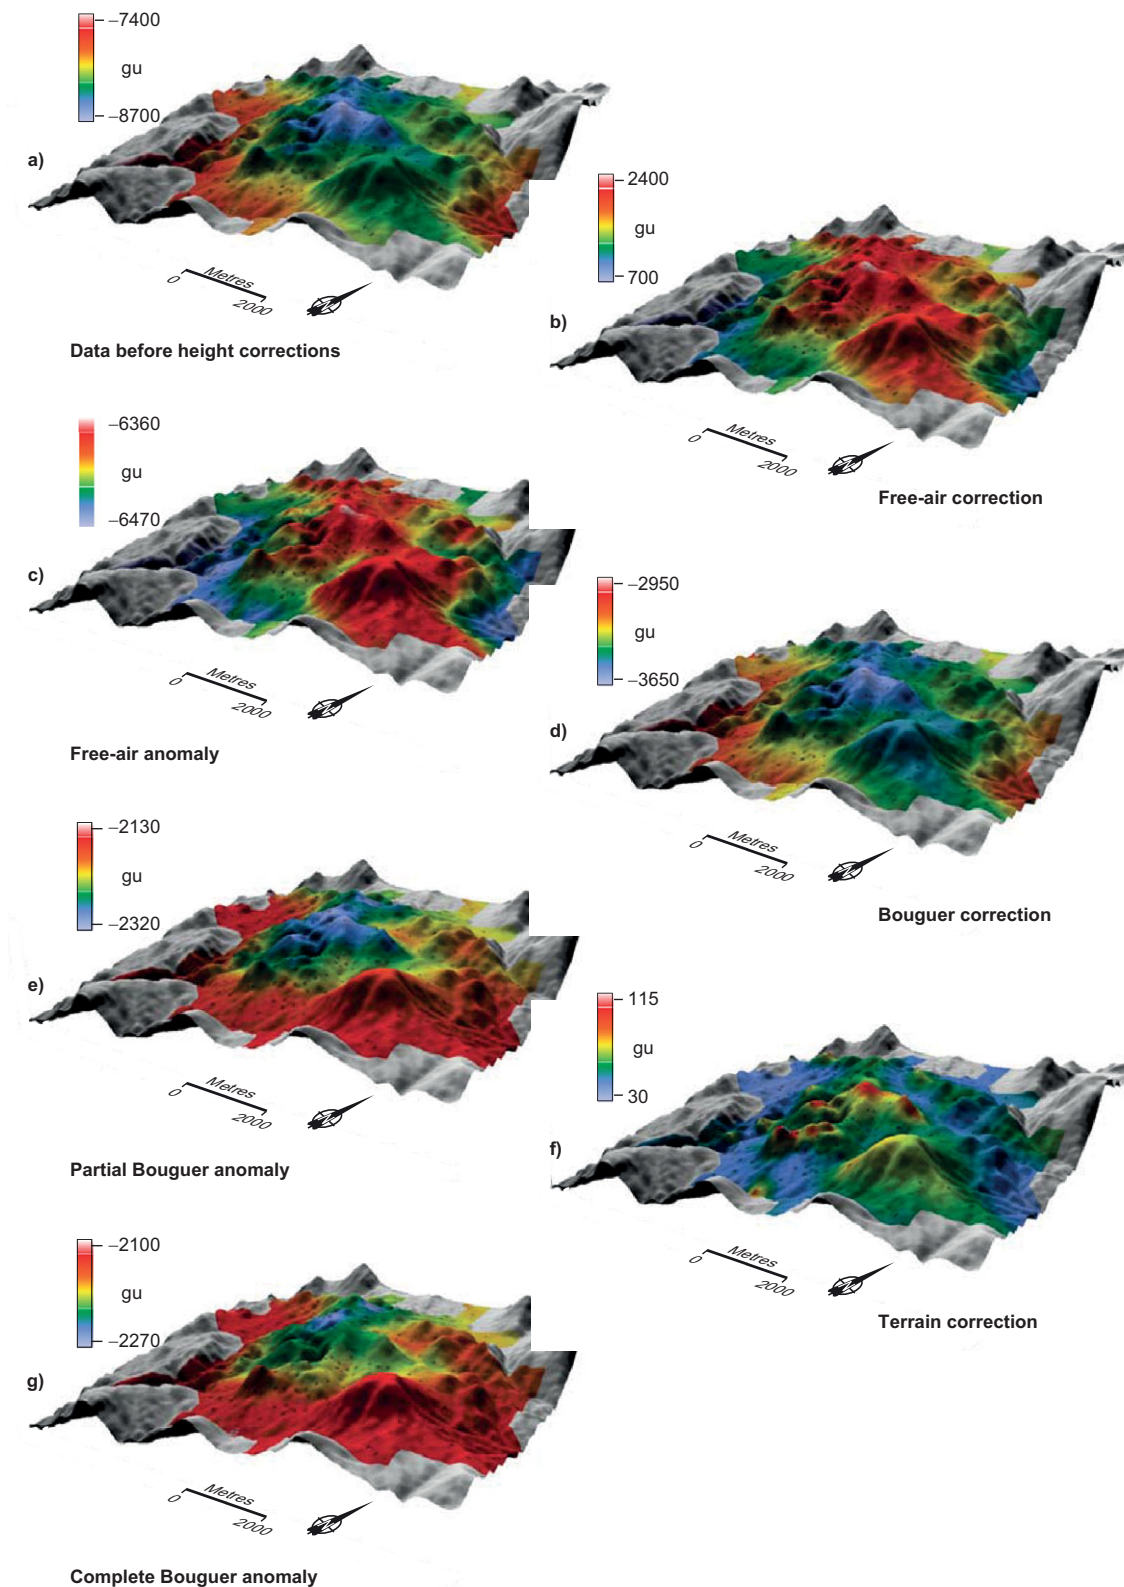 −7400
gu
−8700
a)
Metres
0
2000
Data before height corrections
2400
gu
700
b)
Metres
0
2000
Free-air correction
−6360
gu
−6470
c)
Metres
0
2000
Free-air anomaly
−2950
gu
−3650
d)
Metres
0
2000
Bouguer correction
−2130
gu
−2320
e)
Metres
0
2000
Partial Bouguer anomaly
115
gu
30
f)
Metres
0
2000
Terrain correction
−2100
gu
−2270
g)
Metres
0
2000
Complete Bouguer anomaly